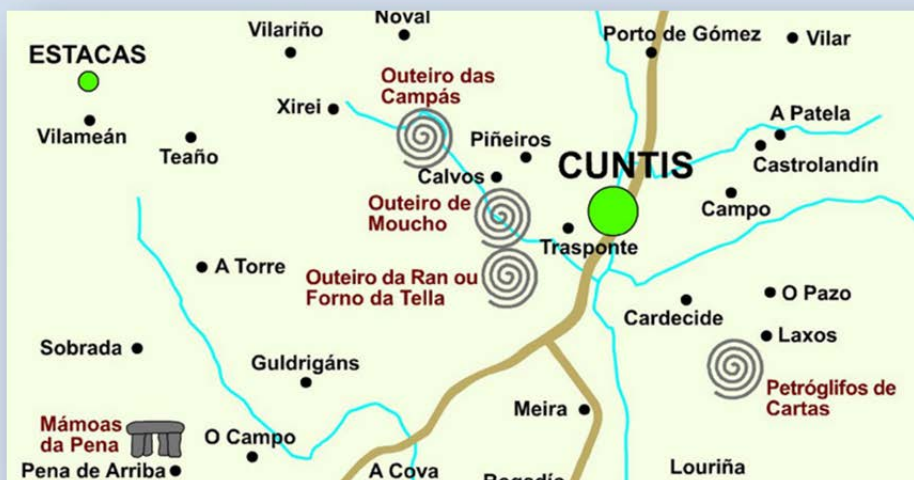 Noval
Vilariño
Porto de Gómez
Vilar
ESTACAS
Outeiro das
Campás
Xirei
A Patela
Vilameán
Piñeiros
Teaño
CUNTIS
Castrolandín
Calvos
Outeiro de
Moucho
Campo
Trasponte
A Torre
Outeiro da Ran ou
Forno da Tella
O Pazo
Cardecide
Laxos
Sobrada
Guldrigáns
Petróglifos de
Cartas
Meira
Mámoas
da Pena
O Campo
Pena de Arriba
A Cova
Louriña